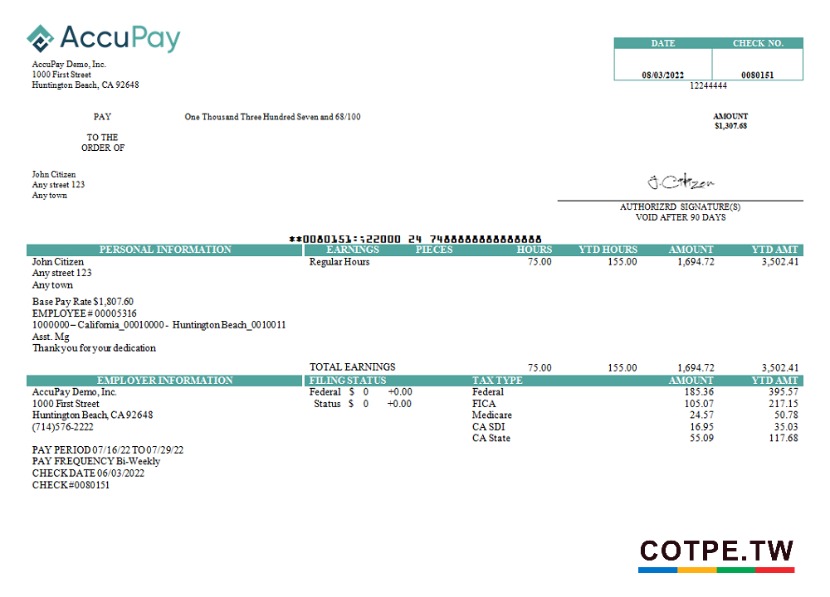 AccuPay
AccuPay Demo, Inc.
1000 First Street
Huntington Beach, CA 92648
DATE CHECK NO.
08/03/2022 0080151
12244444
PAY One Thousand Three Hundred Seven and 68/100
AMOUNT
$1,307.68
TO THE
ORDER OF
John Citizen
Any street 123
Any town
J.Citizen
AUTHORIZRD SIGNATURE(S)
VOID AFTER 90 DAYS
**0080151::22000 24 7488888888888888
PERSONAL INFORMATION EARNINGS PIECES HOURS YTD HOURS AMOUNT YTD AMT
John Citizen Regular Hours 75.00 155.00 1,694.72 3,502.41
Any street 123
Any town
Base Pay Rate $1,807.60
EMPLOYEE # 00005316
1000000 – California_00010000 - Huntington Beach_0010011
Asst. Mg
Thank you for your dedication
TOTAL EARNINGS 75.00 155.00 1,694.72 3,502.41
EMPLOYER INFORMATION FILING STATUS TAX TYPE AMOUNT YTD AMT
AccuPay Demo, Inc. Federal $ 0 +0.00 Federal 185.36 395.57
1000 First Street Status $ 0 +0.00 FICA 105.07 217.15
Huntington Beach, CA 92648 Medicare 24.57 50.78
(714)576-2222 CA SDI 16.95 35.03
CA State 55.09 117.68
PAY PERIOD 07/16/22 TO 07/29/22
PAY FREQUENCY Bi-Weekly
CHECK DATE 06/03/2022
CHECK #0080151
COTPE.TW